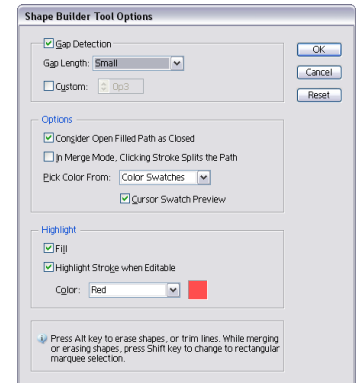 Shape Builder Tool Options
Gap Detection
Gap Length: Small
Custom: 0p3
OK
Cancel
Reset
Options
Consider Open Filled Path as Closed
In Merge Mode, Clicking Stroke Splits the Path
Pick Color From: Color Swatches
Cursor Swatch Preview
Highlight
Fill
Highlight Stroke when Editable
Color: Red
Press Alt key to erase shapes, or trim lines. While merging
or erasing shapes, press Shift key to change to rectangular
marquee selection.